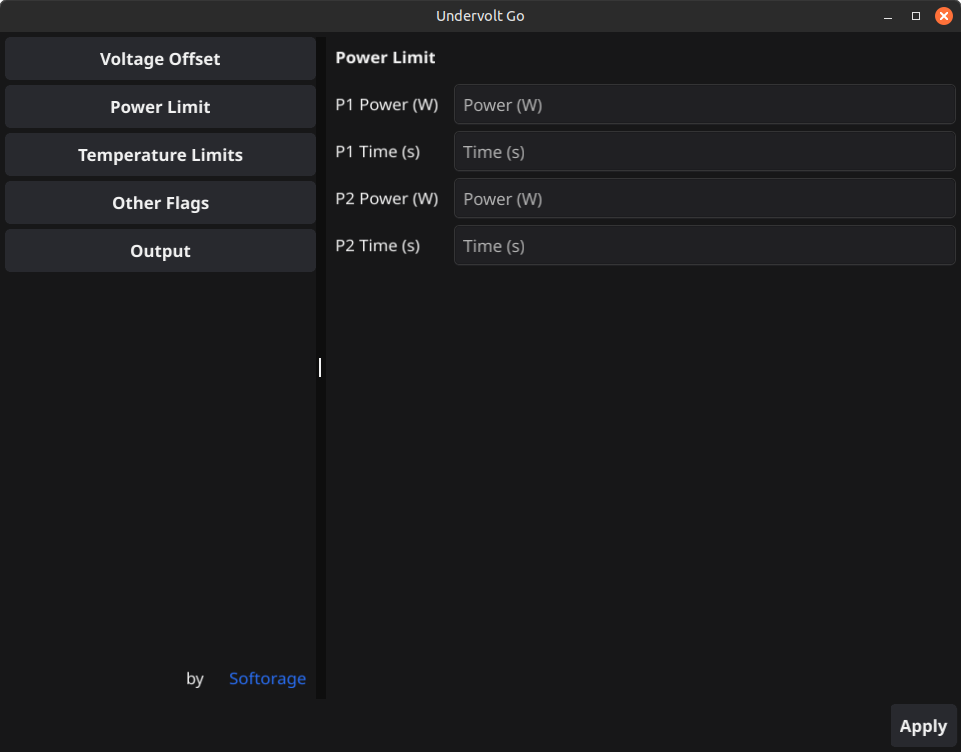 Undervolt Go
Voltage Offset
Power Limit
Temperature Limits
Other Flags
Output
by Softorage
Power Limit
P1 Power (W) Power (W)
P1 Time (s) Time (s)
P2 Power (W) Power (W)
P2 Time (s) Time (s)
Apply